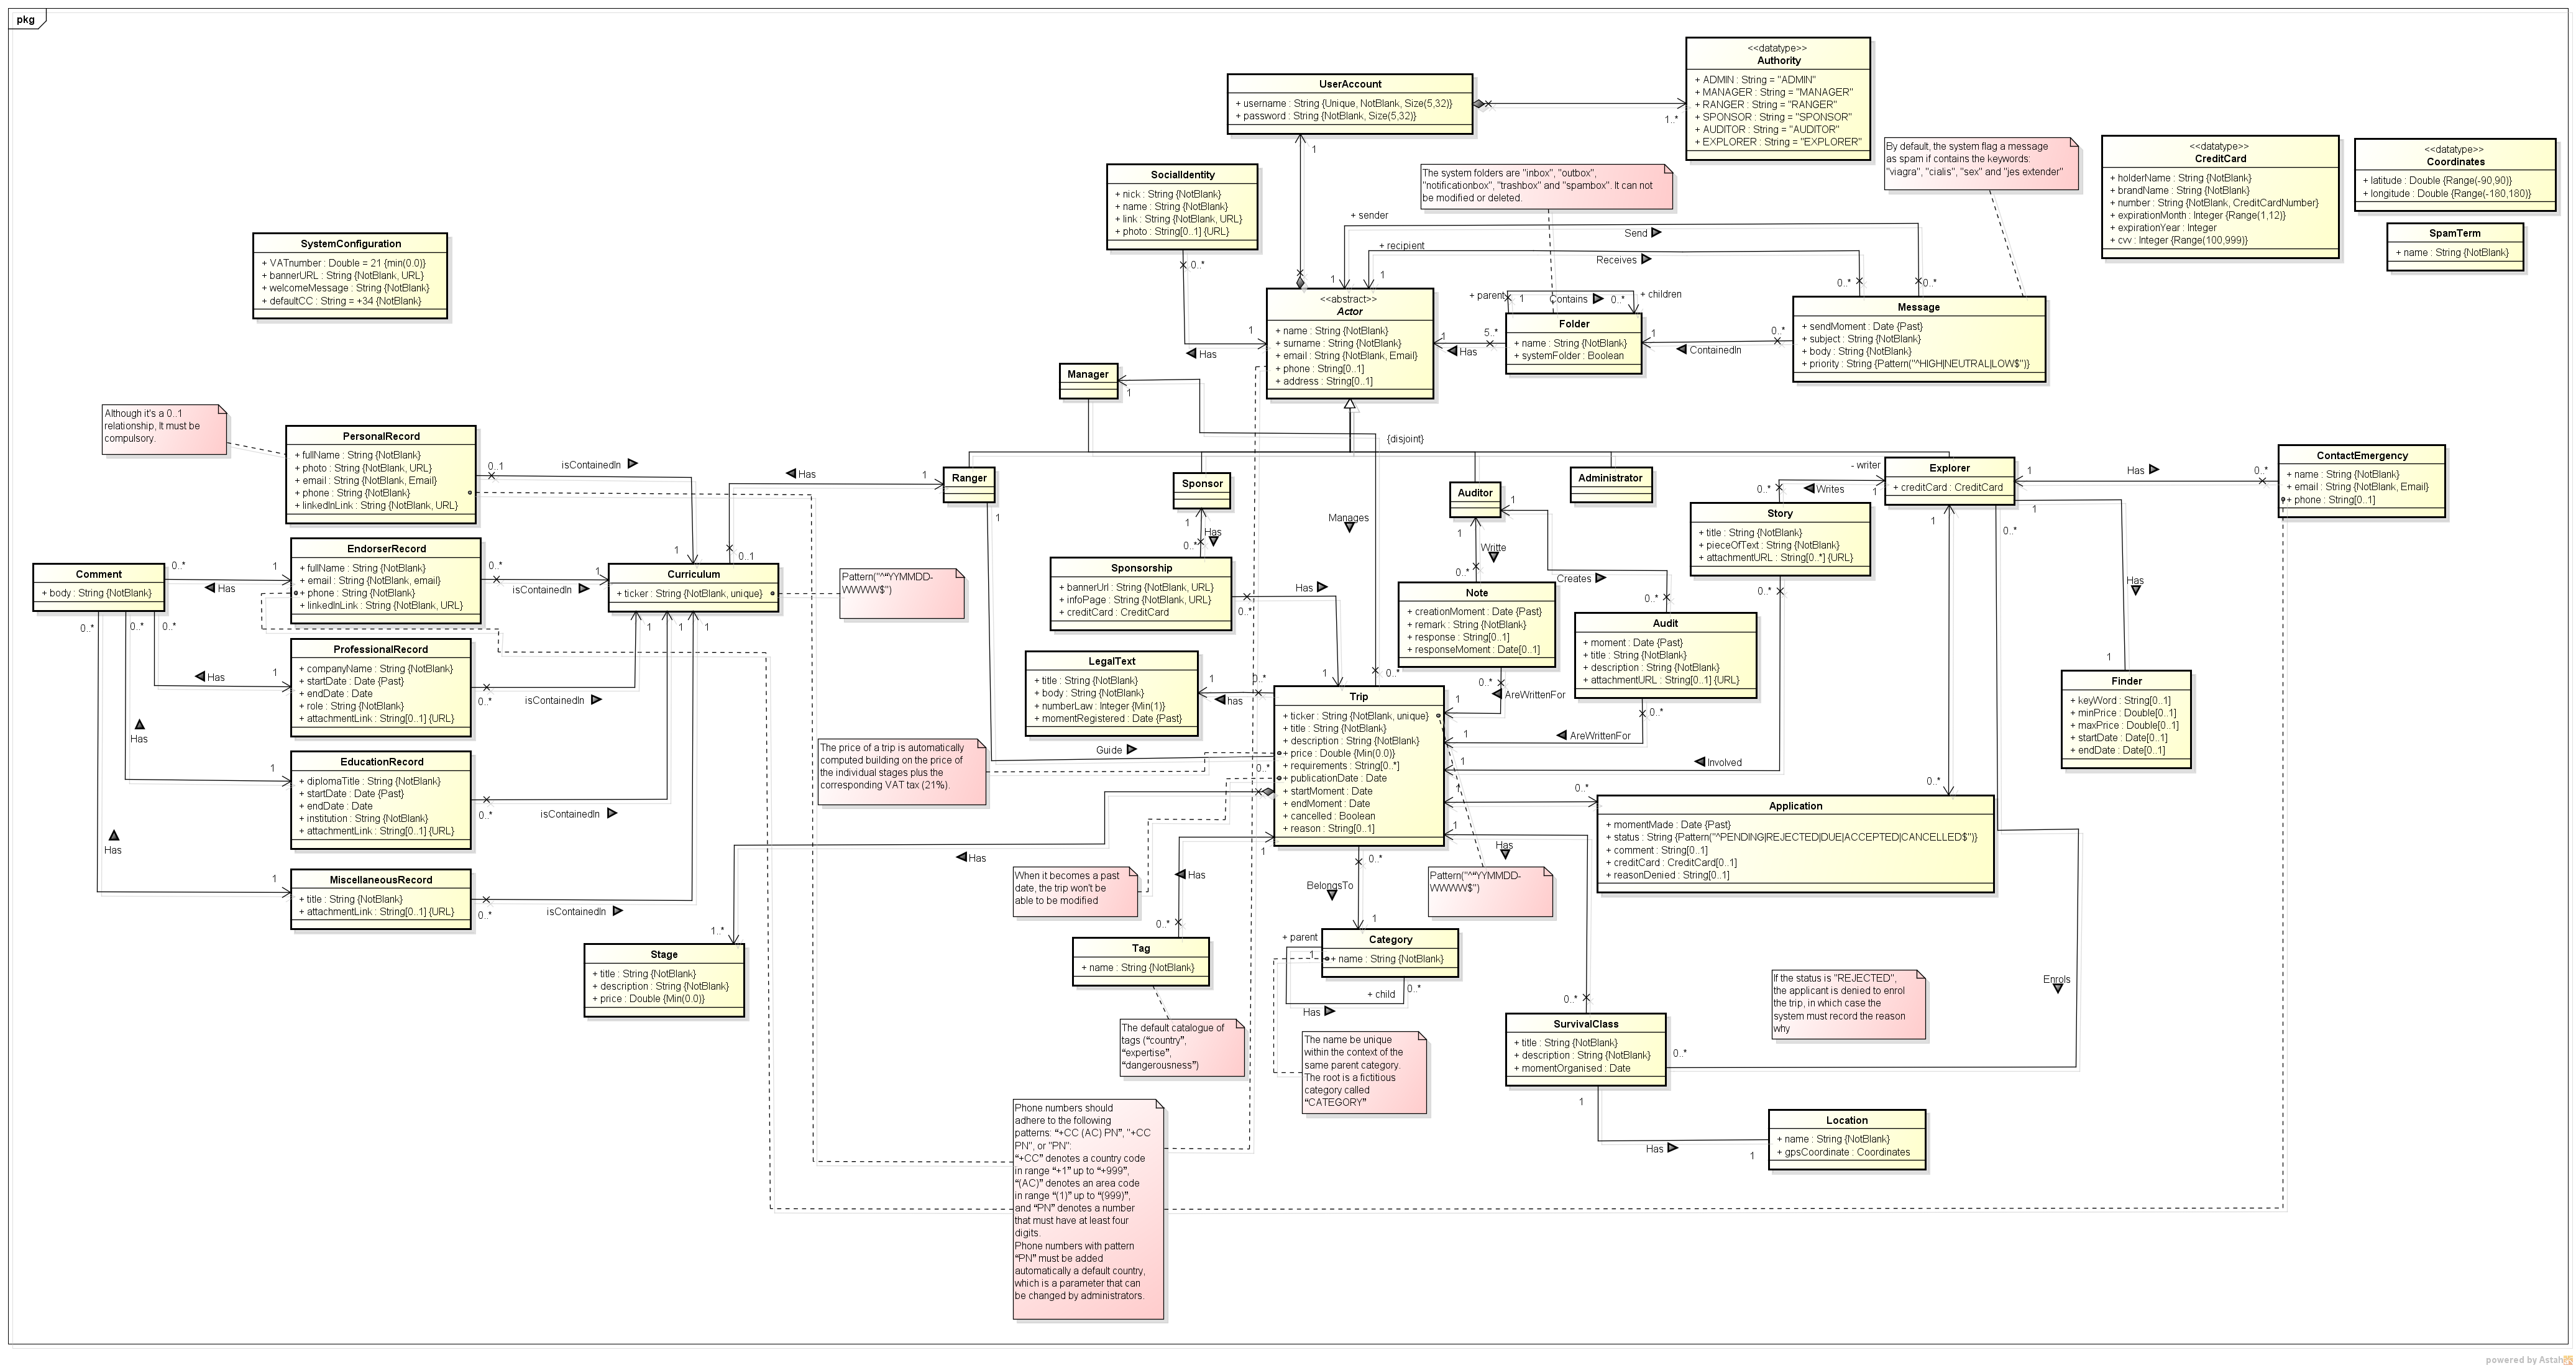 pkg
<<datatype>>
Authority
+ ADMIN : String = "ADMIN"
+ MANAGER : String = "MANAGER"
+ RANGER : String = "RANGER"
+ SPONSOR : String = "SPONSOR"
+ AUDITOR : String = "AUDITOR"
+ EXPLORER : String = "EXPLORER"
UserAccount
+ username : String {Unique, NotBlank, Size(5,32)}
+ password : String {NotBlank, Size(5,32)}
1..*
1
By default, the system flag a message
as spam if contains the keywords:
"viagra", "cialis", "sex" and "jes extender"
<<datatype>>
CreditCard
+ holderName : String {NotBlank}
+ brandName : String {NotBlank}
+ number : String {NotBlank, CreditCardNumber}
+ expirationMonth : Integer {Range(1,12)}
+ expirationYear : Integer
+ cvv : Integer {Range(100,999)}
<<datatype>>
Coordinates
+ latitude : Double {Range(-90,90)}
+ longitude : Double {Range(-180,180)}
SpamTerm
+ name : String {NotBlank}
SocialIdentity
+ nick : String {NotBlank}
+ name : String {NotBlank}
+ link : String {NotBlank, URL}
+ photo : String[0..1] {URL}
0..*
1
Has
The system folders are "inbox", "outbox",
"notificationbox", "trashbox" and "spambox". It can not
be modified or deleted.
+ sender
Send
+ recipient
Receives
1
1
0..*
0..*
SystemConfiguration
+ VATnumber : Double = 21 {min(0.0)}
+ bannerURL : String {NotBlank, URL}
+ welcomeMessage : String {NotBlank}
+ defaultCC : String = +34 {NotBlank}
<<abstract>>
Actor
+ name : String {NotBlank}
+ surname : String {NotBlank}
+ email : String {NotBlank, Email}
+ phone : String[0..1]
+ address : String[0..1]
+ parent
1
Contains
0..*
+ children
Folder
+ name : String {NotBlank}
+ systemFolder : Boolean
1
5..*
Has
1
0..*
ContainedIn
Message
+ sendMoment : Date {Past}
+ subject : String {NotBlank}
+ body : String {NotBlank}
+ priority : String {Pattern("^HIGH|NEUTRAL|LOW$")}
Manager
1
{disjoint}
Although it's a 0..1
relationship, It must be
compulsory.
PersonalRecord
+ fullName : String {NotBlank}
+ photo : String {NotBlank, URL}
+ email : String {NotBlank, Email}
+ phone : String {NotBlank}
+ linkedInLink : String {NotBlank, URL}
0..1
isContainedIn
1
Has
1
0..1
Ranger
1
Sponsor
1
Has
0..*
Manages
Auditor
1
1
Writte
0..*
Administrator
- writer
Explorer
+ creditCard : CreditCard
1
Has
0..*
ContactEmergency
+ name : String {NotBlank}
+ email : String {NotBlank, Email}
+ phone : String[0..1]
0..*
Writes
1
1
0..*
1
Story
+ title : String {NotBlank}
+ pieceOfText : String {NotBlank}
+ attachmentURL : String[0..*] {URL}
0..*
EndorserRecord
+ fullName : String {NotBlank}
+ email : String {NotBlank, email}
+ phone : String {NotBlank}
+ linkedInLink : String {NotBlank, URL}
0..*
isContainedIn
1
Comment
+ body : String {NotBlank}
0..*
1
Has
0..*
0..*
0..*
Curriculum
+ ticker : String {NotBlank, unique}
1
1
1
Pattern("^“YYMMDD-
WWWW$")
Sponsorship
+ bannerUrl : String {NotBlank, URL}
+ infoPage : String {NotBlank, URL}
+ creditCard : CreditCard
Has
0..*
1
Note
+ creationMoment : Date {Past}
+ remark : String {NotBlank}
+ response : String[0..1]
+ responseMoment : Date[0..1]
0..*
AreWrittenFor
1
Creates
0..*
Audit
+ moment : Date {Past}
+ title : String {NotBlank}
+ description : String {NotBlank}
+ attachmentURL : String[0..1] {URL}
0..*
AreWrittenFor
1
Has
1
Finder
+ keyWord : String[0..1]
+ minPrice : Double[0..1]
+ maxPrice : Double[0..1]
+ startDate : Date[0..1]
+ endDate : Date[0..1]
ProfessionalRecord
+ companyName : String {NotBlank}
+ startDate : Date {Past}
+ endDate : Date
+ role : String {NotBlank}
+ attachmentLink : String[0..1] {URL}
Has
1
0..*
isContainedIn
LegalText
+ title : String {NotBlank}
+ body : String {NotBlank}
+ numberLaw : Integer {Min(1)}
+ momentRegistered : Date {Past}
1
0..*
has
0..*
Trip
+ ticker : String {NotBlank, unique}
+ title : String {NotBlank}
+ description : String {NotBlank}
+ price : Double {Min(0.0)}
+ requirements : String[0..*]
+ publicationDate : Date
+ startMoment : Date
+ endMoment : Date
+ cancelled : Boolean
+ reason : String[0..1]
Guide
0..*
The price of a trip is automatically
computed building on the price of
the individual stages plus the
corresponding VAT tax (21%).
Involved
1
Has
EducationRecord
+ diplomaTitle : String {NotBlank}
+ startDate : Date {Past}
+ endDate : Date
+ institution : String {NotBlank}
+ attachmentLink : String[0..1] {URL}
1
0..*
isContainedIn
1
0..*
0..*
Application
+ momentMade : Date {Past}
+ status : String {Pattern("^PENDING|REJECTED|DUE|ACCEPTED|CANCELLED$")}
+ comment : String[0..1]
+ creditCard : CreditCard[0..1]
+ reasonDenied : String[0..1]
Has
Has
1
0..*
1
Has
MiscellaneousRecord
+ title : String {NotBlank}
+ attachmentLink : String[0..1] {URL}
1
0..*
isContainedIn
When it becomes a past
date, the trip won't be
able to be modified
Has
1
0..*
BelongsTo
1
Pattern("^“YYMMDD-
WWWW$")
1..*
Stage
+ title : String {NotBlank}
+ description : String {NotBlank}
+ price : Double {Min(0.0)}
Tag
+ name : String {NotBlank}
The default catalogue of
tags (“country”,
“expertise”,
“dangerousness”)
+ parent
1
Category
+ name : String {NotBlank}
+ child
0..*
Has
The name be unique
within the context of the
same parent category.
The root is a fictitious
category called
“CATEGORY”
0..*
SurvivalClass
+ title : String {NotBlank}
+ description : String {NotBlank}
+ momentOrganised : Date
0..*
Enrols
If the status is "REJECTED",
the applicant is denied to enrol
the trip, in which case the
system must record the reason
why
1
Has
1
Location
+ name : String {NotBlank}
+ gpsCoordinate : Coordinates
Phone numbers should
adhere to the following
patterns: “+CC (AC) PN”, "+CC
PN", or "PN":
“+CC” denotes a country code
in range “+1” up to “+999”,
“(AC)” denotes an area code
in range “(1)” up to “(999)”,
and “PN” denotes a number
that must have at least four
digits.
Phone numbers with pattern
“PN” must be added
automatically a default country,
which is a parameter that can
be changed by administrators.
powered by Astah